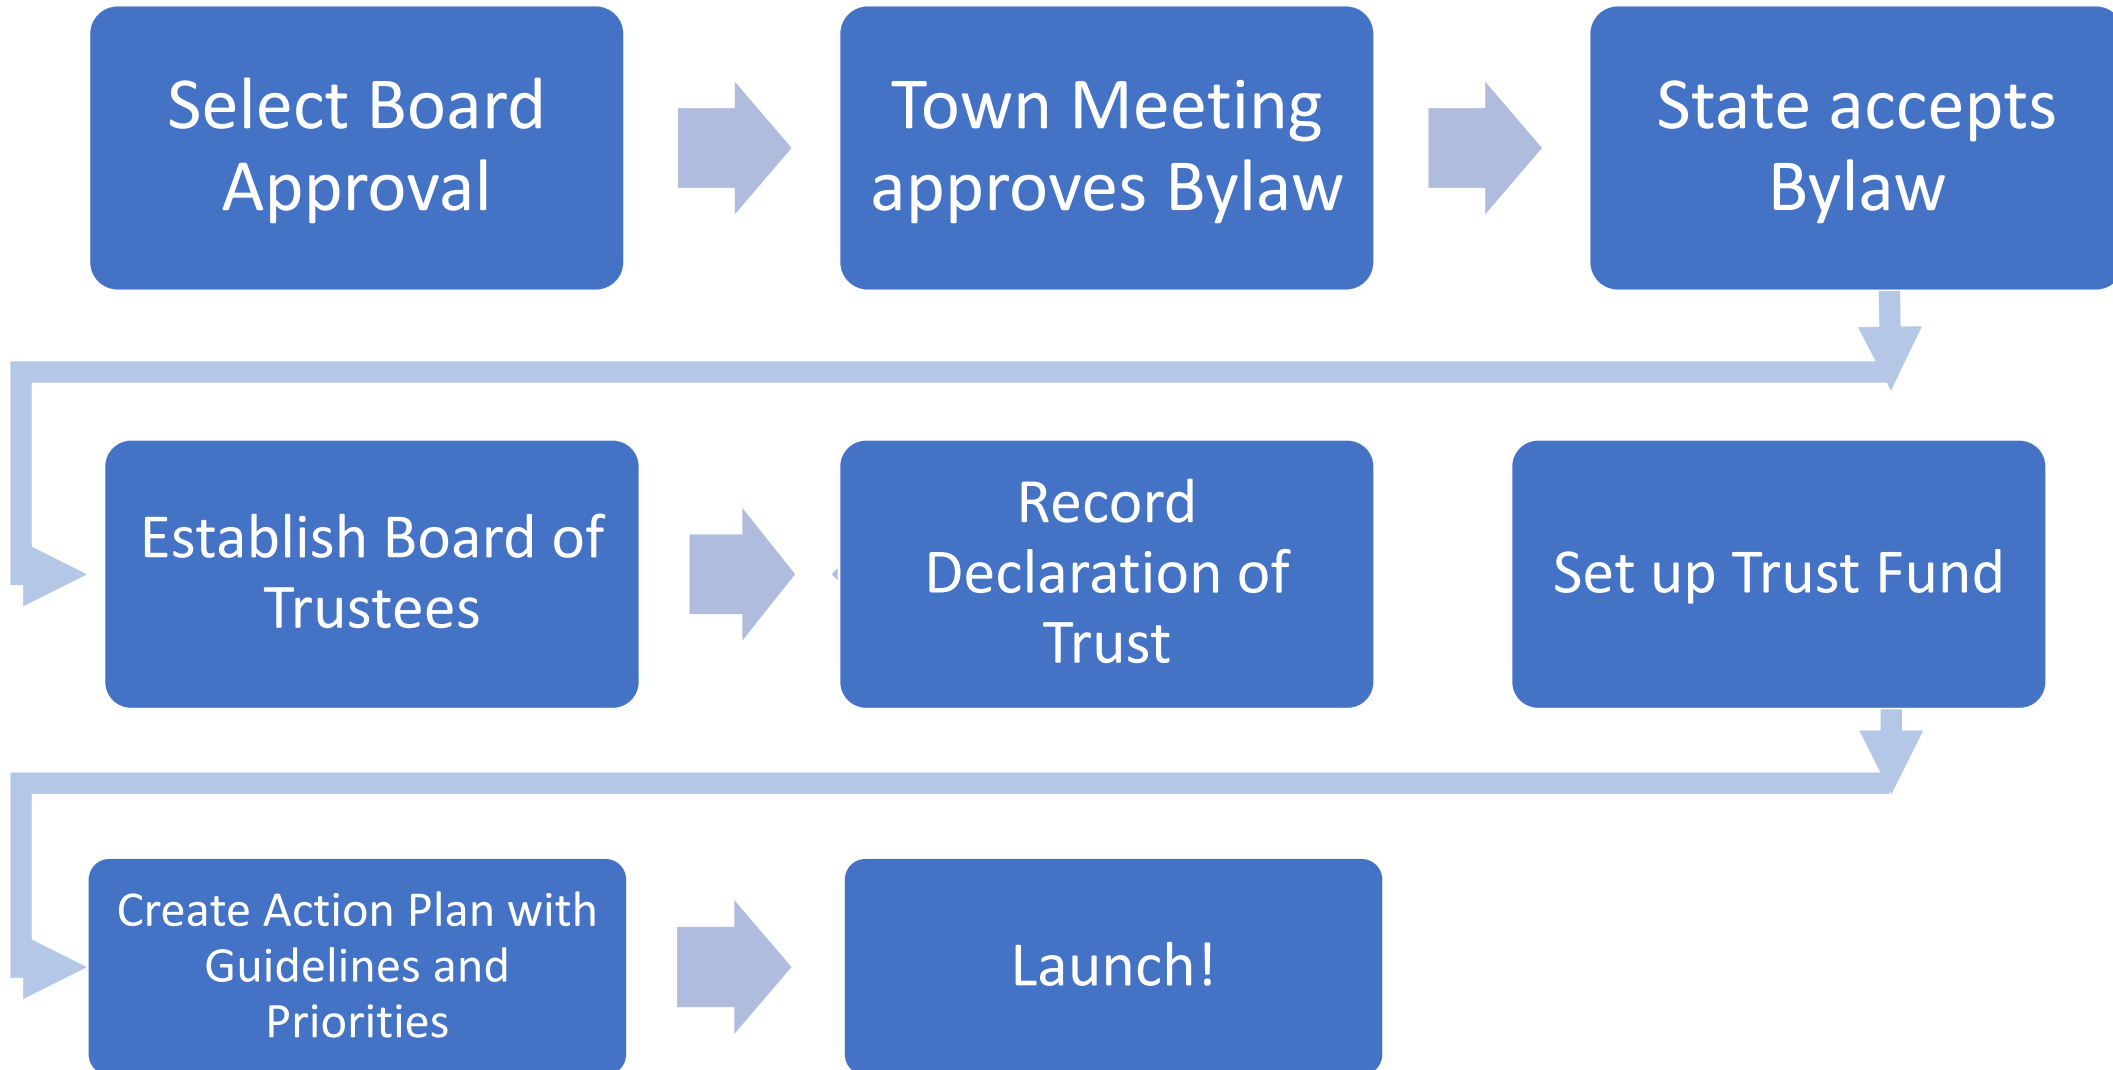 Select Board
Approval
Town Meeting
approves Bylaw
State accepts
Bylaw
Establish Board of
Trustees
Record
Declaration of
Trust
Set up Trust Fund
Create Action Plan with
Guidelines and
Priorities
Launch!